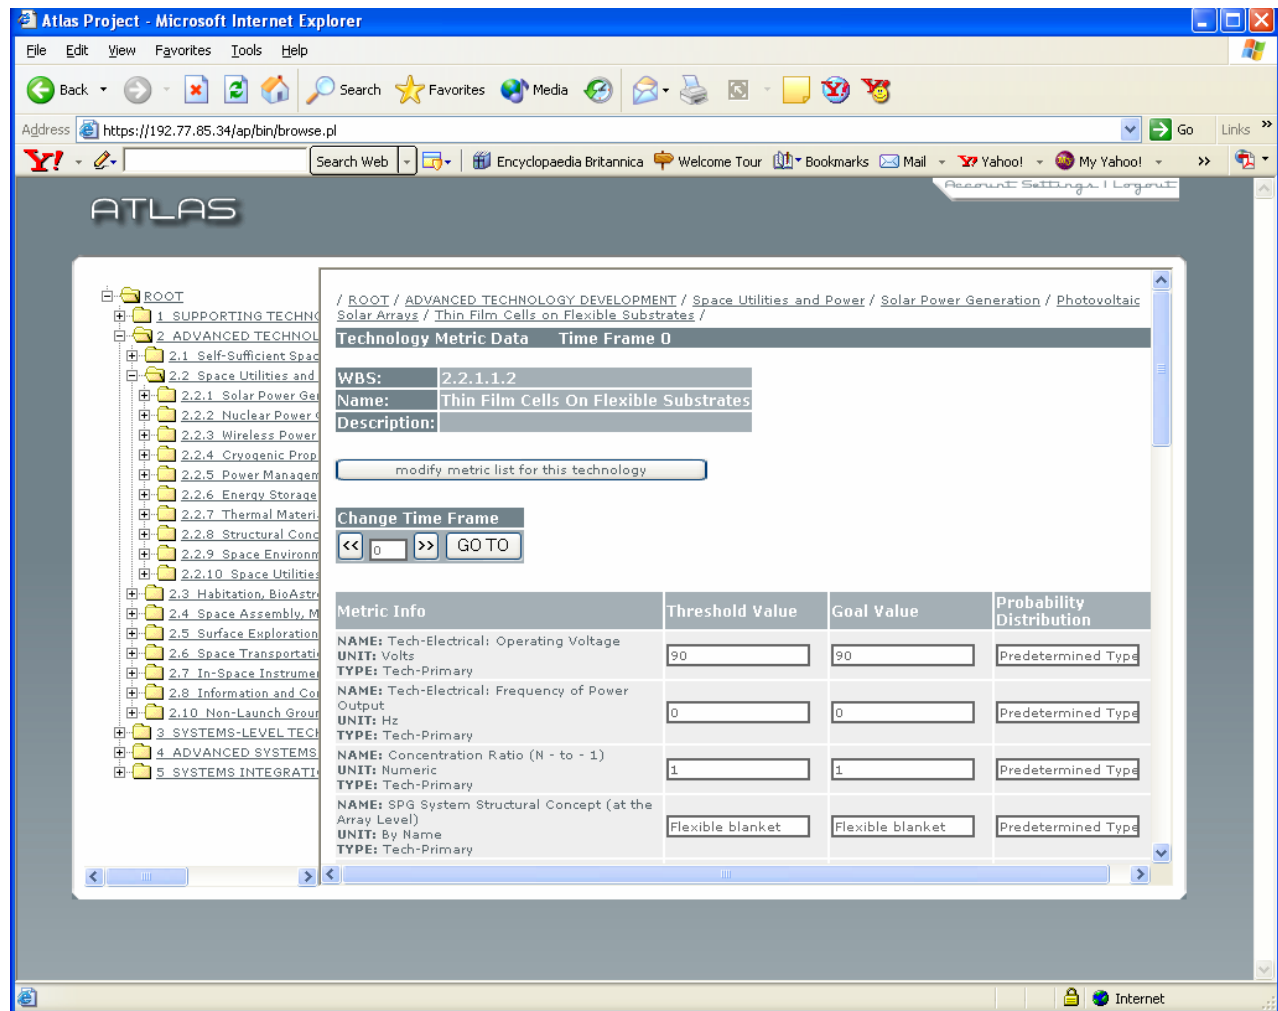 Atlas Project - Microsoft Internet Explorer
File Edit View Favorites Tools Help
Back Search Favorites Media
Address https://192.77.85.34/ap/bin/browse.pl Go Links »
Y! Search Web Encyclopaedia Britannica Welcome Tour Bookmarks Mail Yahoo! My Yahoo! »
Account Settings | Logout
ATLAS
ROOT
1 SUPPORTING TECHNO
2 ADVANCED TECHNOL
2.1 Self-Sufficient Spac
2.2 Space Utilities and
2.2.1 Solar Power Ge
2.2.2 Nuclear Power
2.2.3 Wireless Power
2.2.4 Cryogenic Prop
2.2.5 Power Managem
2.2.6 Energy Storage
2.2.7 Thermal Materi
2.2.8 Structural Conc
2.2.9 Space Environm
2.2.10 Space Utilities
2.3 Habitation, BioAstr
2.4 Space Assembly, M
2.5 Surface Exploration
2.6 Space Transportati
2.7 In-Space Instrume
2.8 Information and Co
2.10 Non-Launch Groun
3 SYSTEMS-LEVEL TECH
4 ADVANCED SYSTEMS
5 SYSTEMS INTEGRATI
/ ROOT / ADVANCED TECHNOLOGY DEVELOPMENT / Space Utilities and Power / Solar Power Generation / Photovoltaic
Solar Arrays / Thin Film Cells on Flexible Substrates /
Technology Metric Data Time Frame 0
WBS: 2.2.1.1.2
Name: Thin Film Cells On Flexible Substrates
Description:
modify metric list for this technology
Change Time Frame
<< 0 >> GO TO
Metric Info Threshold Value Goal Value Probability Distribution
NAME: Tech-Electrical: Operating Voltage
UNIT: Volts 90 90 Predetermined Type
TYPE: Tech-Primary
NAME: Tech-Electrical: Frequency of Power
Output
UNIT: Hz 0 0 Predetermined Type
TYPE: Tech-Primary
NAME: Concentration Ratio (N - to - 1)
UNIT: Numeric 1 1 Predetermined Type
TYPE: Tech-Primary
NAME: SPG System Structural Concept (at the
Array Level)
UNIT: By Name Flexible blanket Flexible blanket Predetermined Type
TYPE: Tech-Primary
Internet